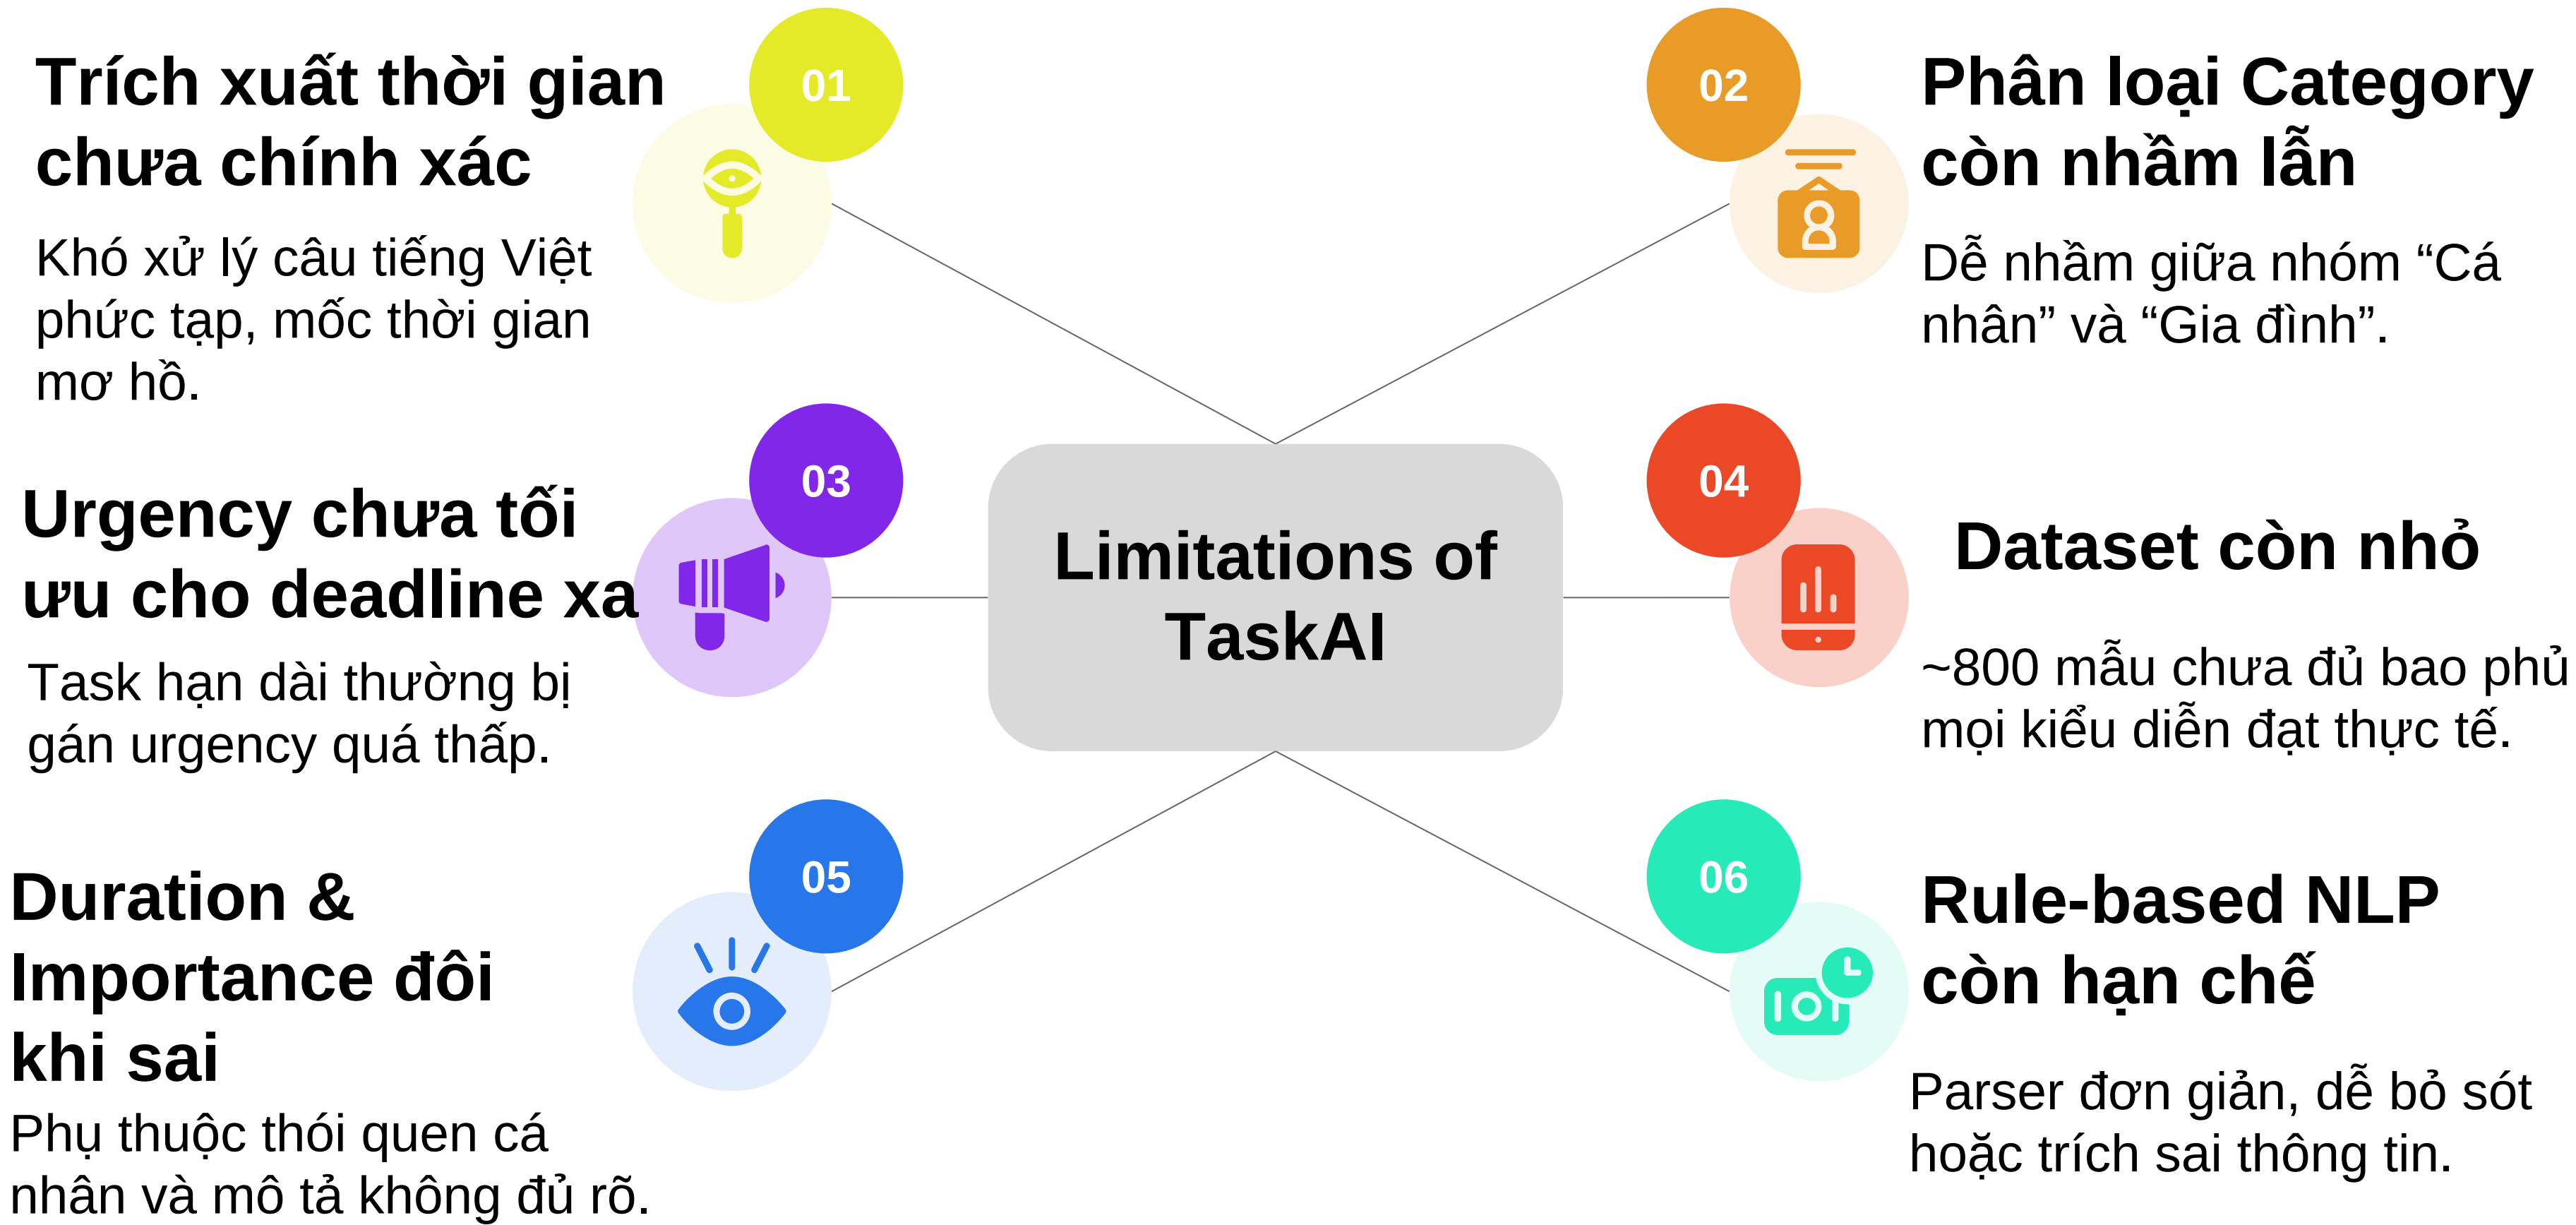 01
Trích xuất thời gian
chưa chính xác
Khó xử lý câu tiếng Việt
phức tạp, mốc thời gian
mơ hồ.
02
Phân loại Category
còn nhầm lẫn
Dễ nhầm giữa nhóm “Cá
nhân” và “Gia đình”.
03
Urgency chưa tối
ưu cho deadline xa
Task hạn dài thường bị
gán urgency quá thấp.
Limitations of
TaskAI
04
Dataset còn nhỏ
~800 mẫu chưa đủ bao phủ
mọi kiểu diễn đạt thực tế.
05
Duration &
Importance đôi
khi sai
Phụ thuộc thói quen cá
nhân và mô tả không đủ rõ.
06
Rule-based NLP
còn hạn chế
Parser đơn giản, dễ bỏ sót
hoặc trích sai thông tin.